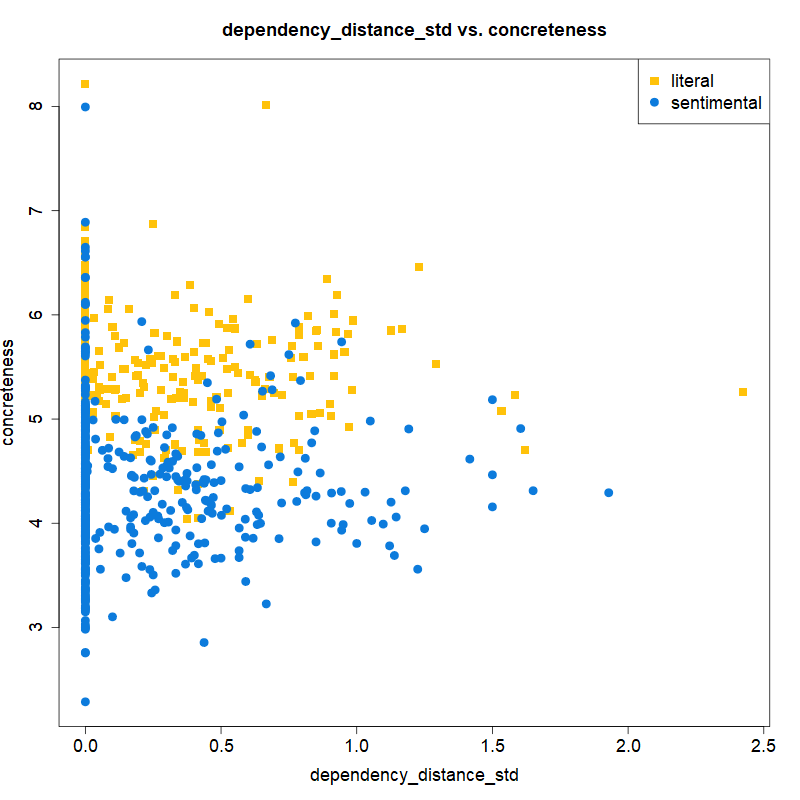 dependency_distance_std vs. concreteness
literal
sentimental
8
7
6
5
4
3
concreteness
0.0 0.5 1.0 1.5 2.0 2.5
dependency_distance_std